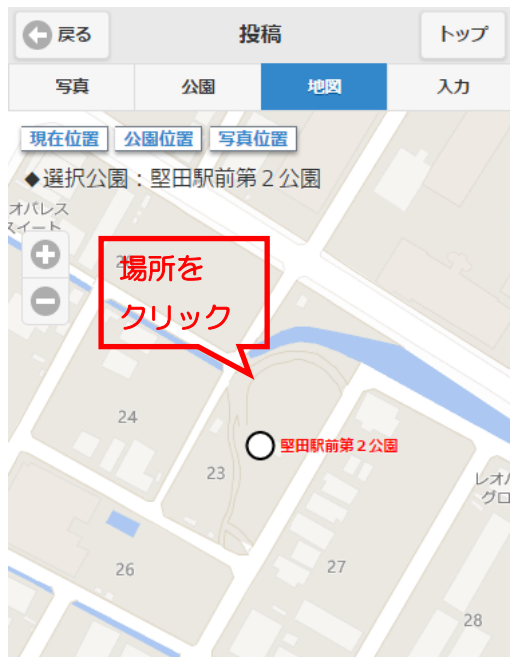 戻る
投稿
トップ
写真
公園
地図
入力
現在位置
公園位置
写真位置
◆選択公園：堅田駅前第２公園
オパレス
スイート
場所を
クリック
24
堅田駅前第２公園
23
レオパ
グロ
26
27
28